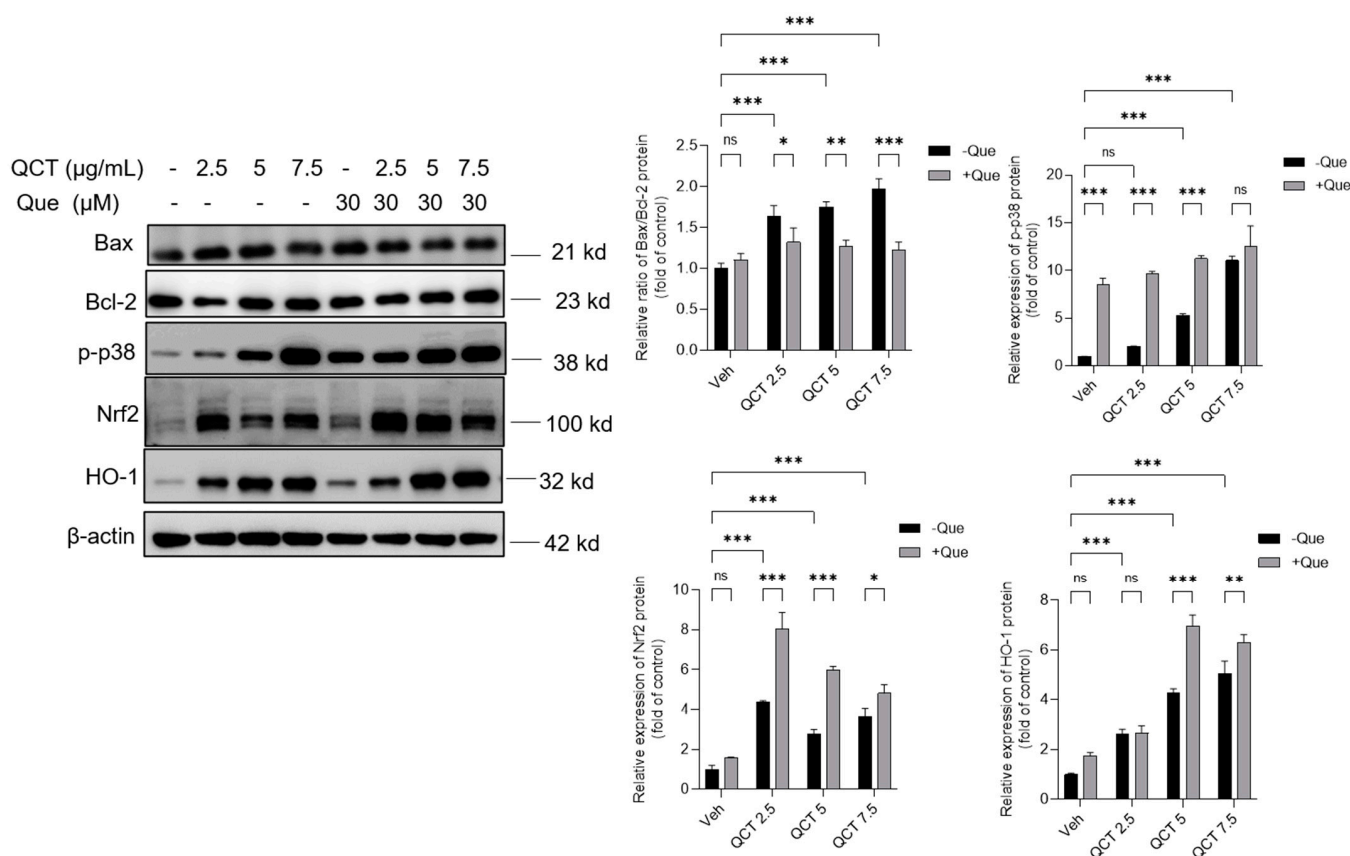 QCT (μg/mL) - 2.5 5 7.5 - 2.5 5 7.5
Que (μM) - - - - 30 30 30 30
Bax 21 kd
Bcl-2 23 kd
p-p38 38 kd
Nrf2 100 kd
HO-1 32 kd
β-actin 42 kd
***
***
***
ns * ** ***
-Que
+Que
Relative ratio of Bax/Bcl-2 protein
(fold of control)
2.5
2.0
1.5
1.0
0.5
0.0
Veh QCT 2.5 QCT 5 QCT 7.5
***
***
ns
*** *** *** ns
-Que
+Que
Relative expression of p-p38 protein
(fold of control)
20
15
10
5
0
Veh QCT 2.5 QCT 5 QCT 7.5
***
***
***
ns *** *** *
-Que
+Que
Relative expression of Nrf2 protein
(fold of control)
10
8
6
4
2
0
Veh QCT 2.5 QCT 5 QCT 7.5
***
***
***
ns ns *** **
-Que
+Que
Relative expression of HO-1 protein
(fold of control)
8
6
4
2
0
Veh QCT 2.5 QCT 5 QCT 7.5